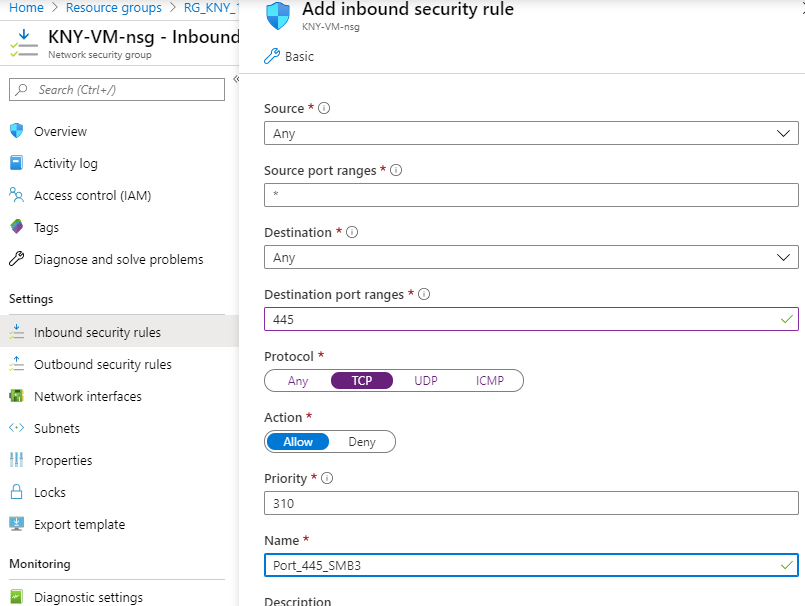 Home > Resource groups > RG_KNY_
KNY-VM-nsg - Inbound
Network security group
«
Search (Ctrl+/)
Overview
Activity log
Access control (IAM)
Tags
Diagnose and solve problems
Settings
Inbound security rules
Outbound security rules
Network interfaces
Subnets
Properties
Locks
Export template
Monitoring
Diagnostic settings
Add inbound security rule
KNY-VM-nsg
Basic
Source *
Any
Source port ranges *
*
Destination *
Any
Destination port ranges *
445
Protocol *
Any TCP UDP ICMP
Action *
Allow Deny
Priority *
310
Name *
Port_445_SMB3
Description